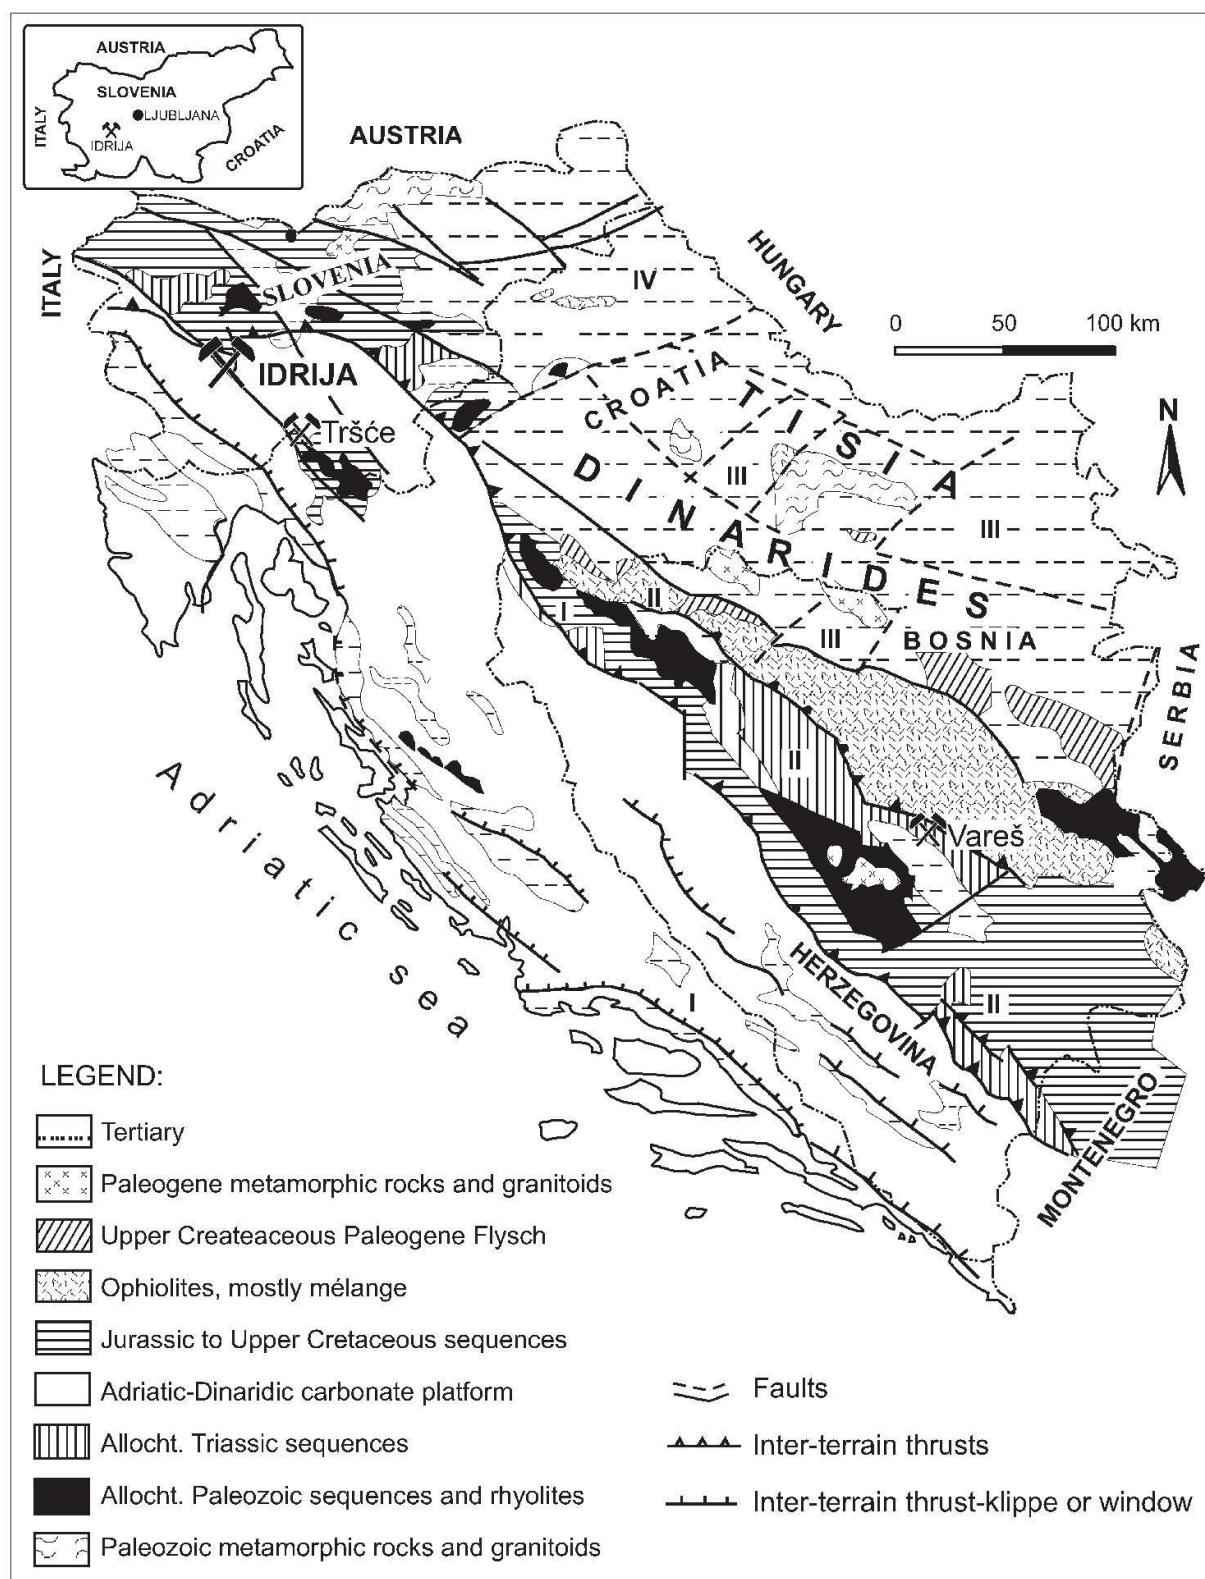 AUSTRIA
SLOVENIA
LJUBLJANA
IDRIJA
ITALY
CROATIA
AUSTRIA
ITALY
SLOVENIA
HUNGARY
IV
0 50 100 km
IDRIJA
Tršće
CROATIA
TISIA
DINARIDES
N
III
III
III
I
II
BOSNIA
SERBIA
II
Vareš
Adriatic sea
HERZEGOVINA
I
II
MONTENEGRO
LEGEND:
Tertiary
Paleogene metamorphic rocks and granitoids
Upper Createaceous Paleogene Flysch
Ophiolites, mostly mélange
Jurassic to Upper Cretaceous sequences
Adriatic-Dinaridic carbonate platform
Allocht. Triassic sequences
Allocht. Paleozoic sequences and rhyolites
Paleozoic metamorphic rocks and granitoids
Faults
Inter-terrain thrusts
Inter-terrain thrust-klippe or window